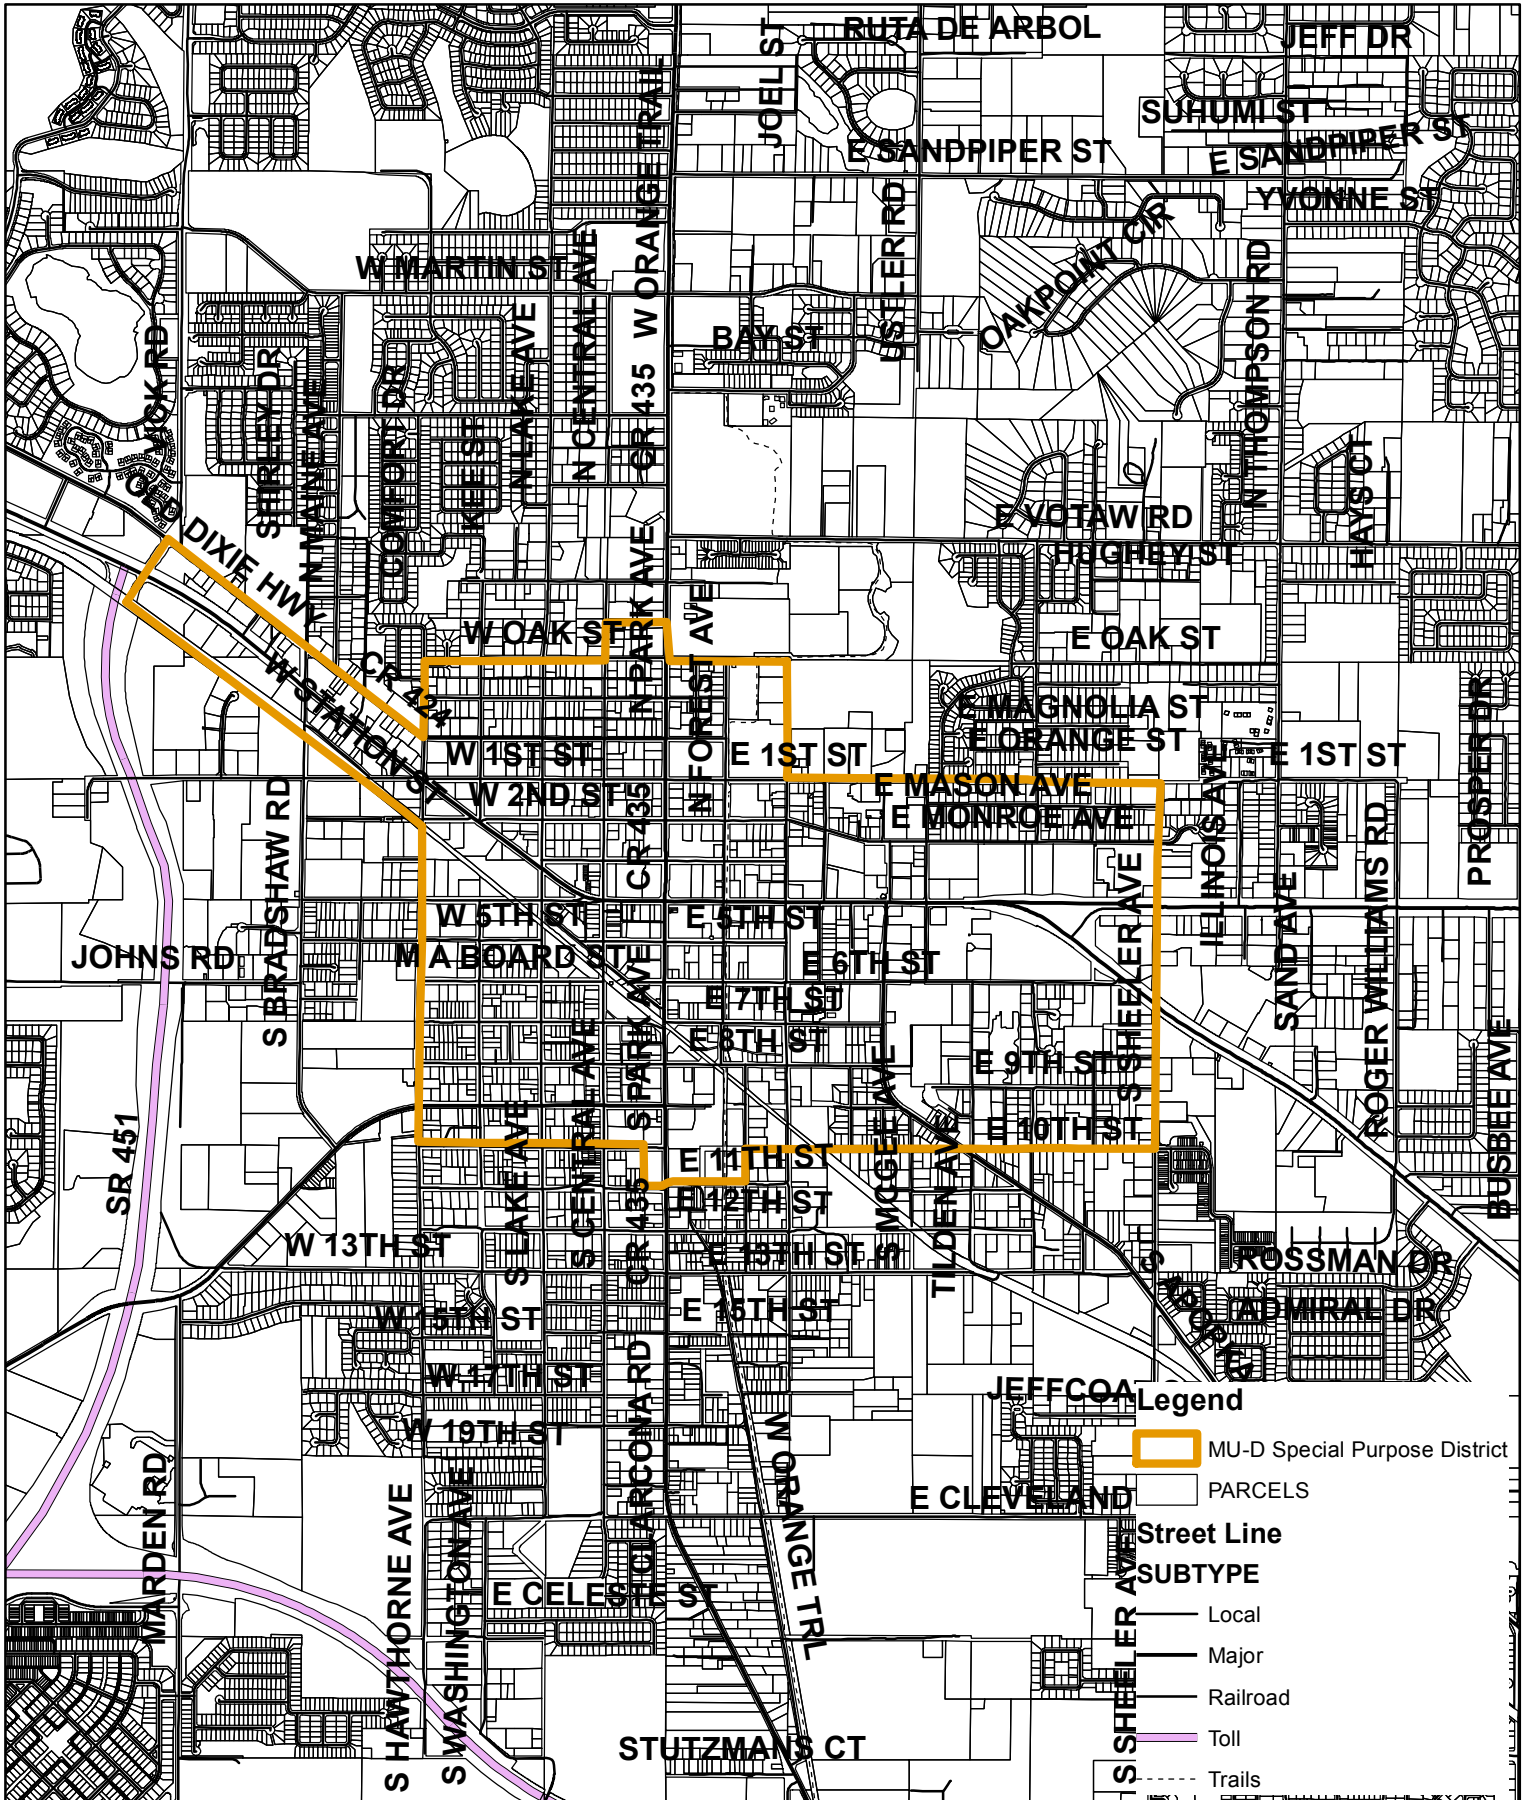 RUTA DE ARBOL
JEFF DR
JOEL ST
SUHUMI ST
E SANDPIPER ST
E SANDPIPER ST
YVONNE ST
W ORANGE TRAIL
USTLER RD
OAKPOINT CIR
W MARTIN ST
N CENTRAL AVE
N LAKE AVE
BAY ST
N THOMPSON RD
VICK RD
SHIRLEY DR
N MAINE AVE
COMFORT DR
KEE ST
CR 435
HAYS CT
OLD DIXIE HWY
E VOTAW RD
HUGHEY ST
N PARK AVE
N FOREST AVE
W OAK ST
E OAK ST
CR 424
W STATION ST
E MAGNOLIA ST
E ORANGE ST
PROSPER DR
W 1ST ST
E 1ST ST
E 1ST ST
ILLINOIS AVE
W 2ND ST
E MASON AVE
E MONROE AVE
S BRADSHAW RD
CR 435
S SHEELER AVE
SAND AVE
ROGER WILLIAMS RD
W 5TH ST
E 5TH ST
JOHNS RD
M A BOARD ST
E 6TH ST
E 7TH ST
S PARK AVE
E 8TH ST
E 9TH ST
BUSBEE AVE
S CENTRAL AVE
S LAKE AVE
S MCGEE AVE
TILDEN AVE
E 10TH ST
SR 451
E 11TH ST
E 12TH ST
CR 435
W 13TH ST
E 13TH ST
ROSSMAN DR
W 15TH ST
E 15TH ST
ADMIRAL DR
W 17TH ST
CLARCONA RD
JEFFCOA
W 19TH ST
W ORANGE TRL
MARDEN RD
S HAWTHORNE AVE
S WASHINGTON AVE
E CLEVELAND
E CELESTE ST
S SHEELER AVE
STUTZMANS CT
Legend
MU-D Special Purpose District
PARCELS
Street Line
SUBTYPE
Local
Major
Railroad
Toll
Trails